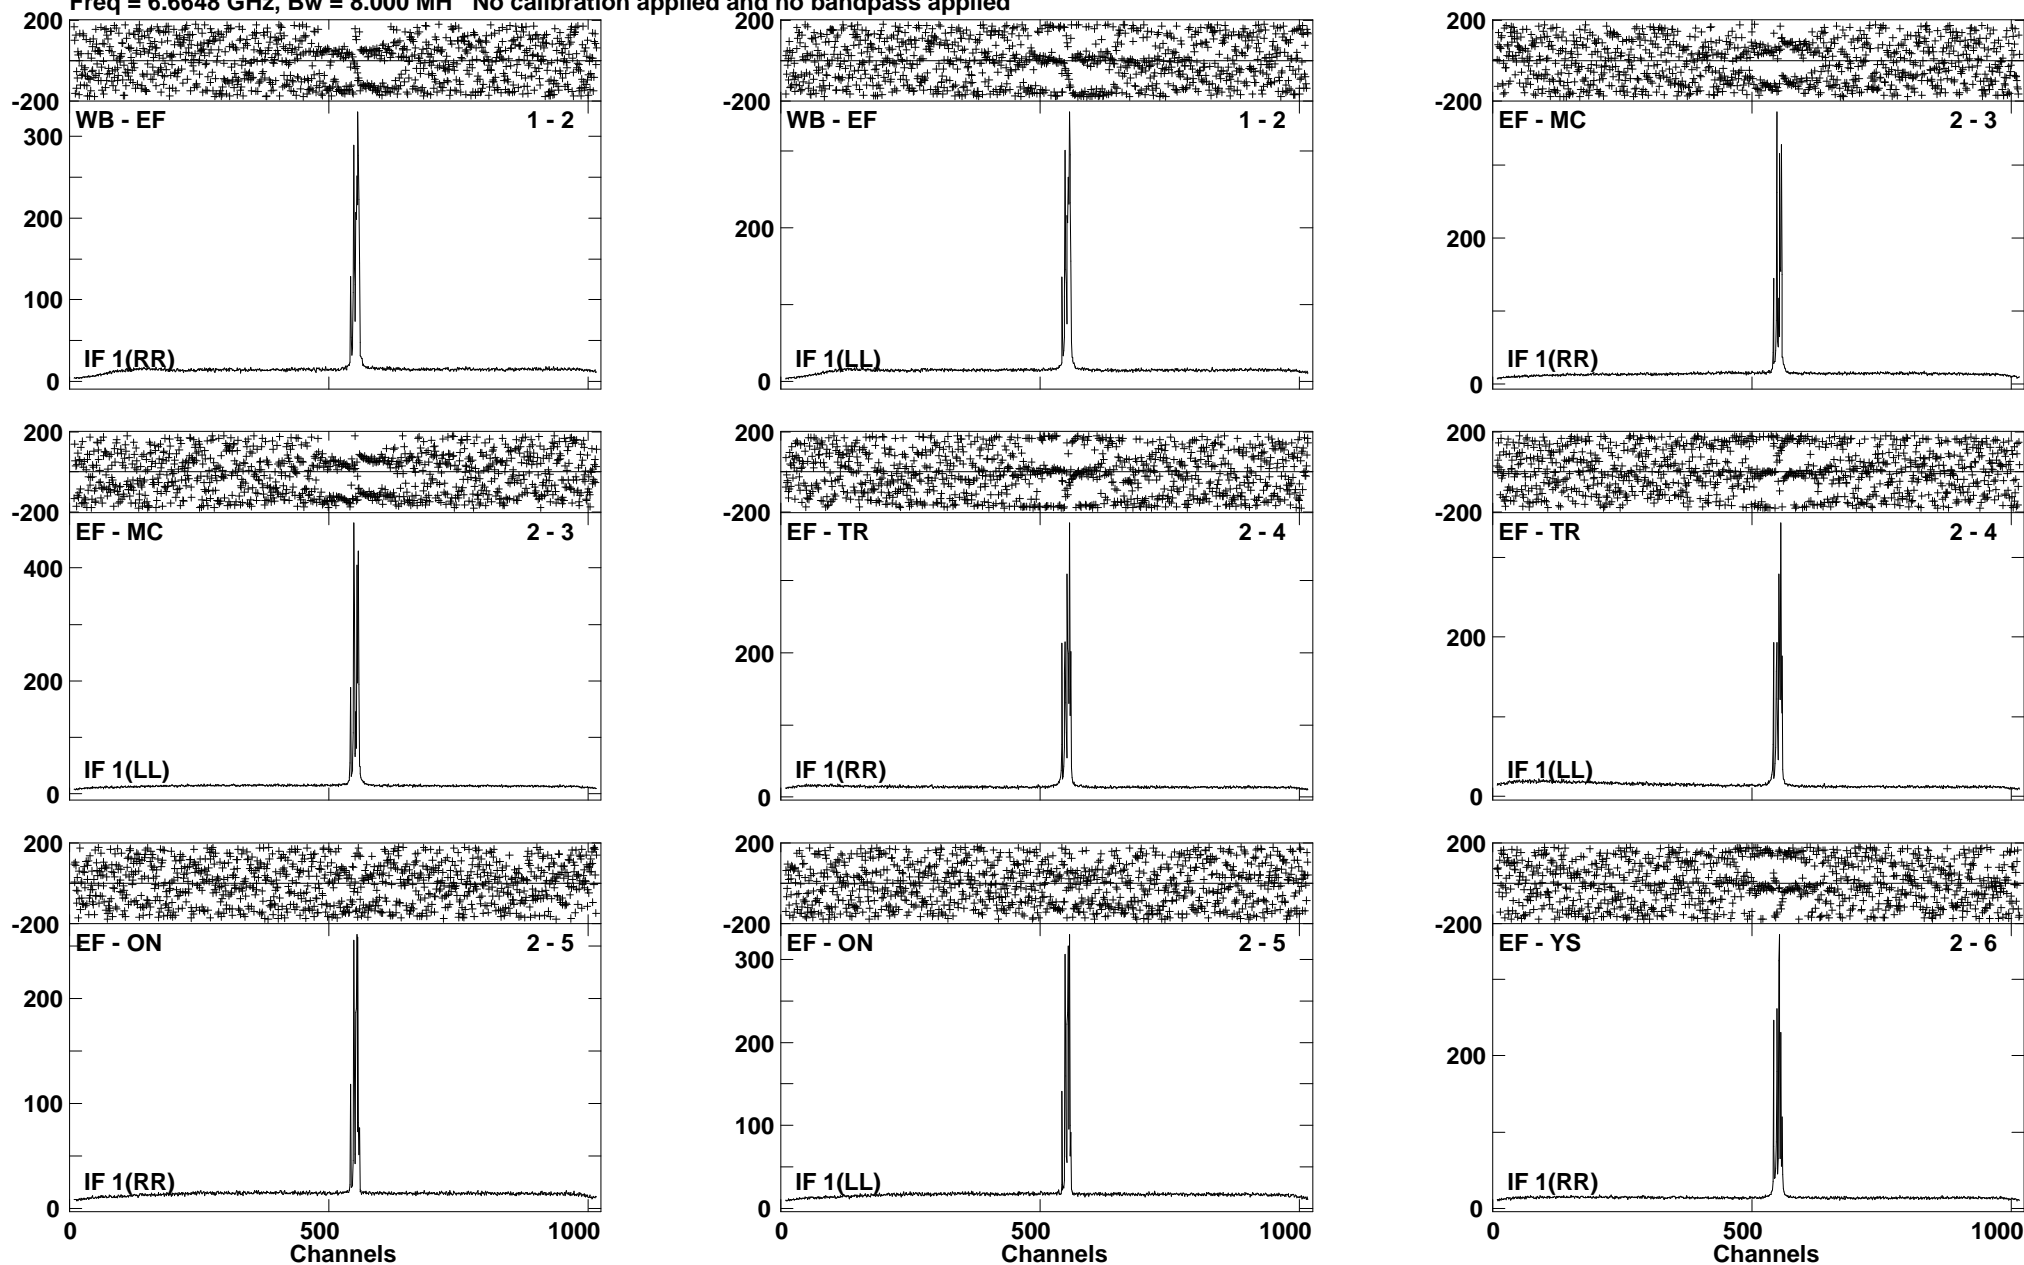 Freq = 6.6648 GHz, Bw = 8.000 MH No calibration applied and no bandpass applied
200 200 200
-200 -200 -200
WB - EF 1 - 2 WB - EF 1 - 2 EF - MC 2 - 3
300
200 200 200
100
IF 1(RR) IF 1(LL) IF 1(RR)
0 0 0
200 200 200
-200 -200 -200
EF - MC 2 - 3 EF - TR 2 - 4 EF - TR 2 - 4
400
200 200 200
IF 1(LL) IF 1(RR) IF 1(LL)
0 0 0
200 200 200
-200 -200 -200
EF - ON 2 - 5 EF - ON 2 - 5 EF - YS 2 - 6
300
200 200 200
100 100
IF 1(RR) IF 1(LL) IF 1(RR)
0 0 0
0 500 1000 0 500 1000 0 500 1000
Channels Channels Channels